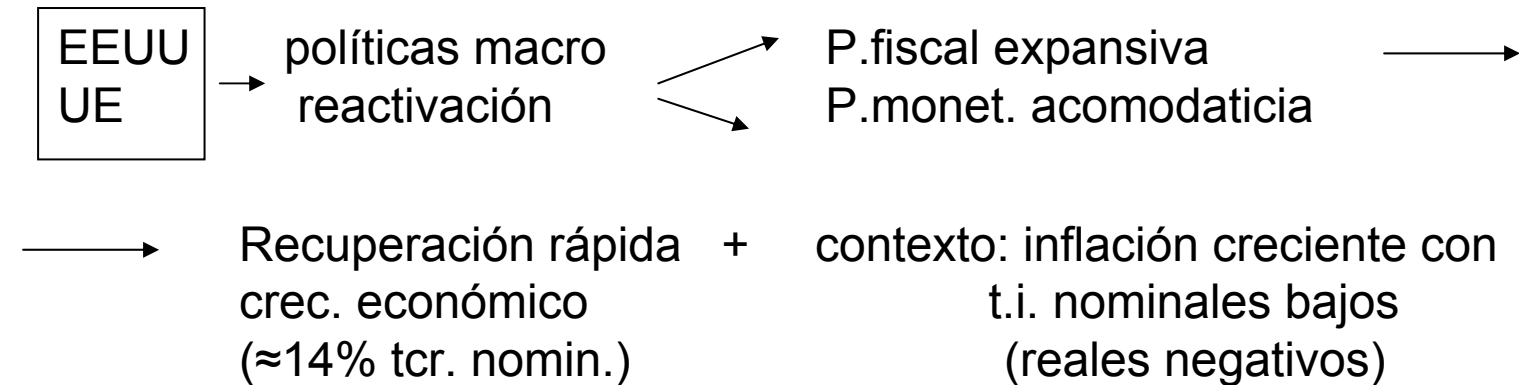 EEUU políticas macro P.fiscal expansiva
UE reactivación P.monet. acomodaticia
Recuperación rápida + contexto: inflación creciente con
crec. económico t.i. nominales bajos
(≈14% tcr. nomin.) (reales negativos)